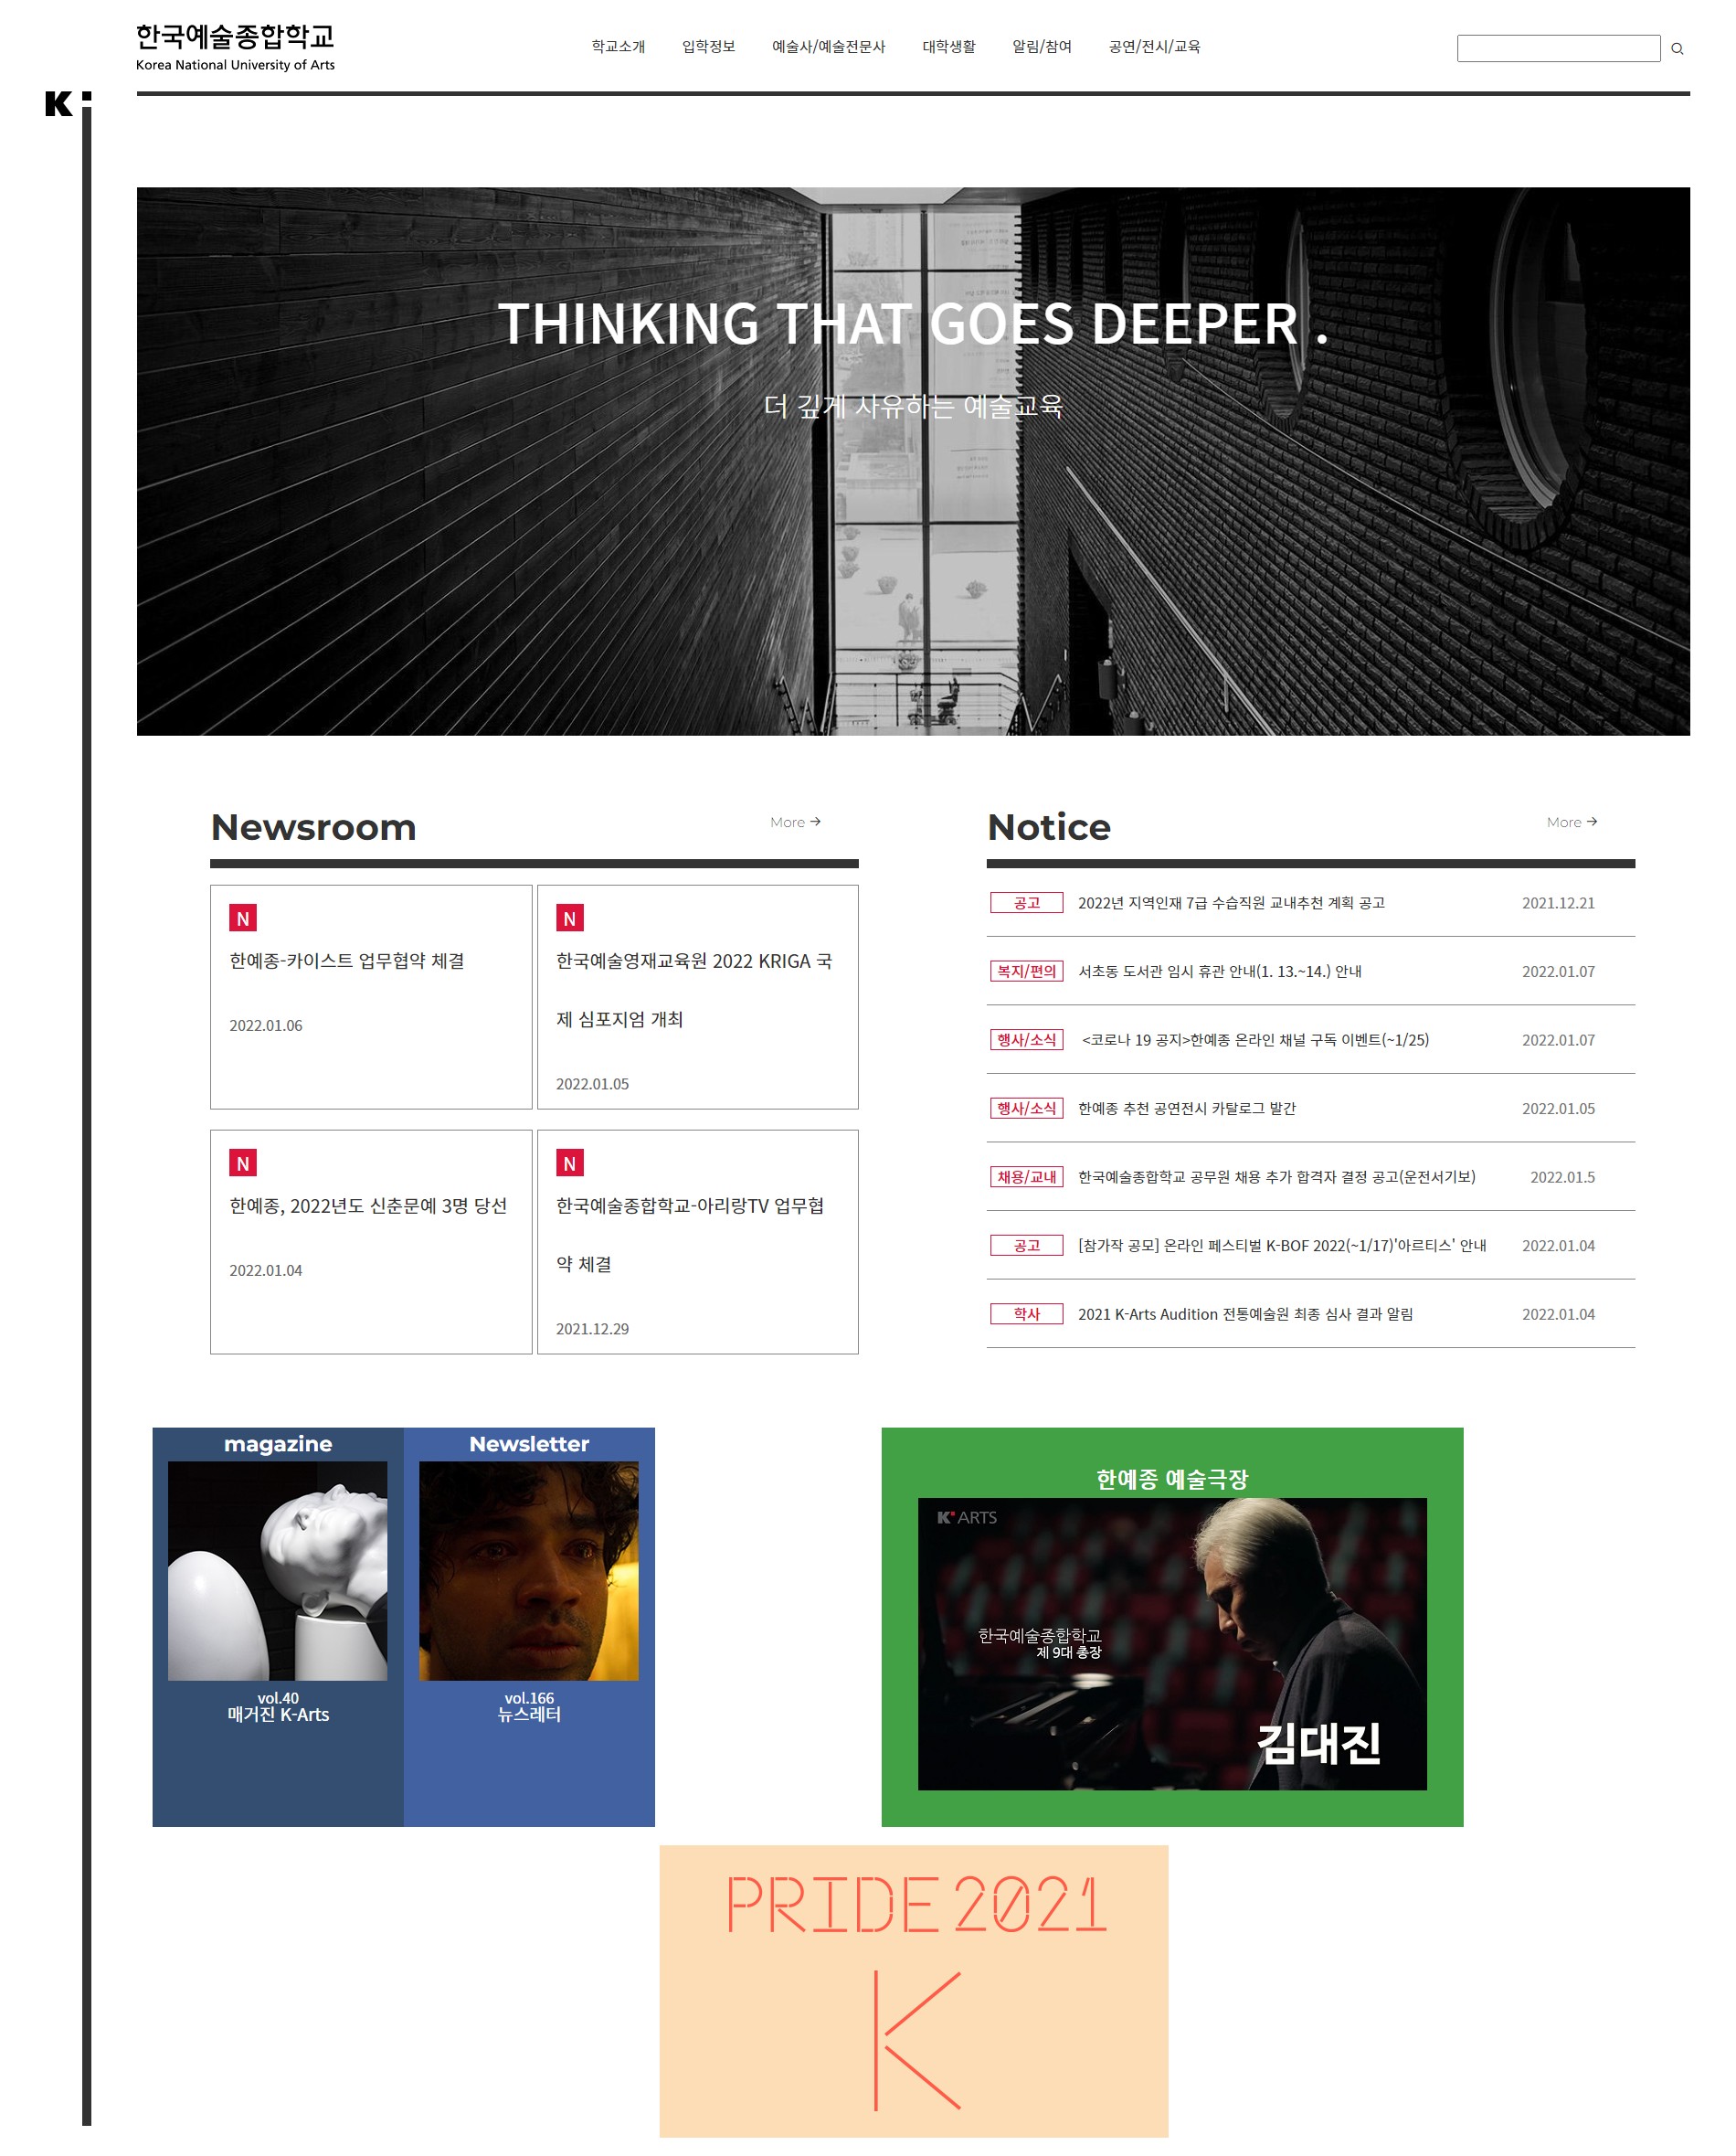 한국예술종합학교
Korea National University of Arts
학교소개 입학정보 예술사/예술전문사 대학생활 알림/참여 공연/전시/교육
K
THINKING THAT GOES DEEPER .
더 깊게 사유하는 예술교육
Newsroom
More →
N
한예종-카이스트 업무협약 체결
2022.01.06
N
한국예술영재교육원 2022 KRIGA 국
제 심포지엄 개최
2022.01.05
N
한예종, 2022년도 신춘문예 3명 당선
2022.01.04
N
한국예술종합학교-아리랑TV 업무협
약 체결
2021.12.29
Notice
More →
공고 2022년 지역인재 7급 수습직원 교내추천 계획 공고 2021.12.21
복지/편의 서초동 도서관 임시 휴관 안내(1. 13.~14.) 안내 2022.01.07
행사/소식 <코로나 19 공지>한예종 온라인 채널 구독 이벤트(~1/25) 2022.01.07
행사/소식 한예종 추천 공연전시 카탈로그 발간 2022.01.05
채용/교내 한국예술종합학교 공무원 채용 추가 합격자 결정 공고(운전서기보) 2022.01.5
공고 [참가작 공모] 온라인 페스티벌 K-BOF 2022(~1/17)'아르티스' 안내 2022.01.04
학사 2021 K-Arts Audition 전통예술원 최종 심사 결과 알림 2022.01.04
magazine
vol.40
매거진 K-Arts
Newsletter
vol.166
뉴스레터
한예종 예술극장
K ARTS
한국예술종합학교
제 9대 총장
김대진
PRIDE 2021
K